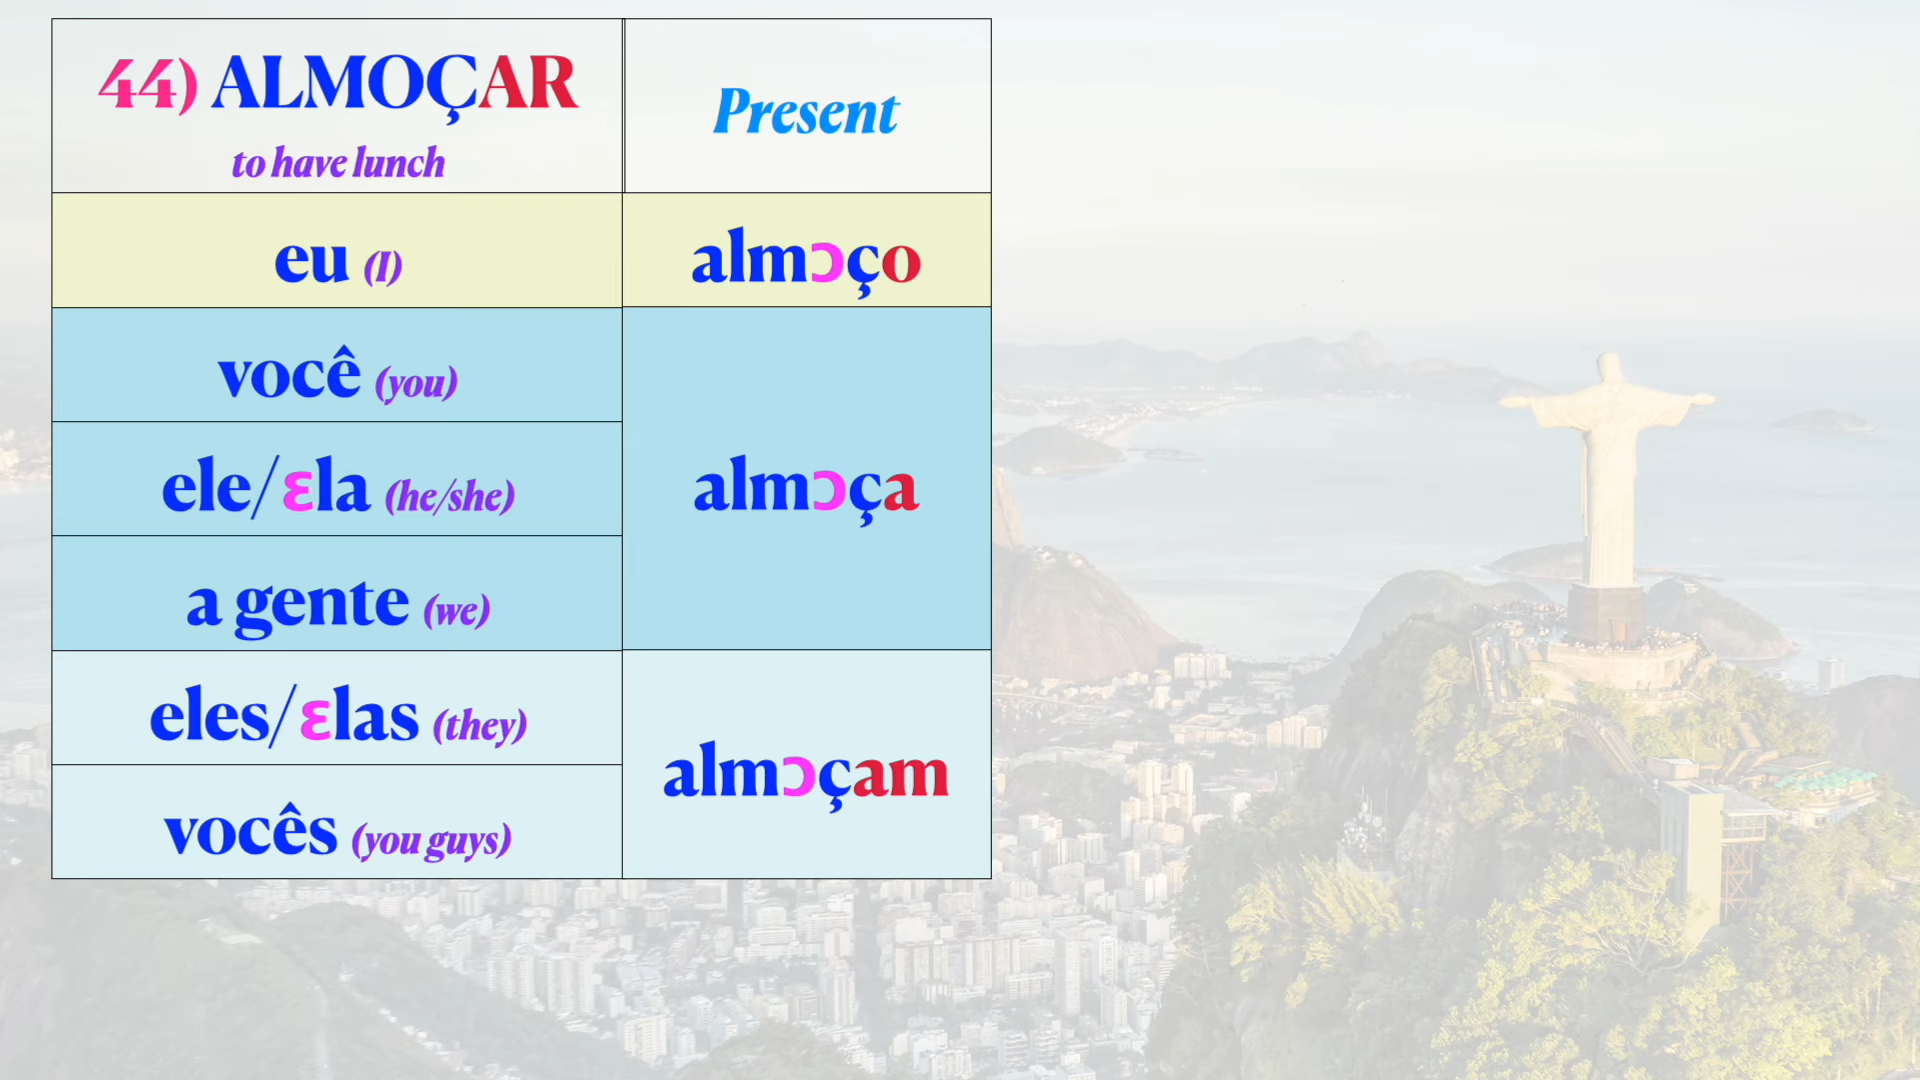 44) ALMOÇAR
to have lunch
Present
eu (I)
almɔço
você (you)
ele/ɛla (he/she)
almɔça
a gente (we)
eles/ɛlas (they)
almɔçam
vocês (you guys)